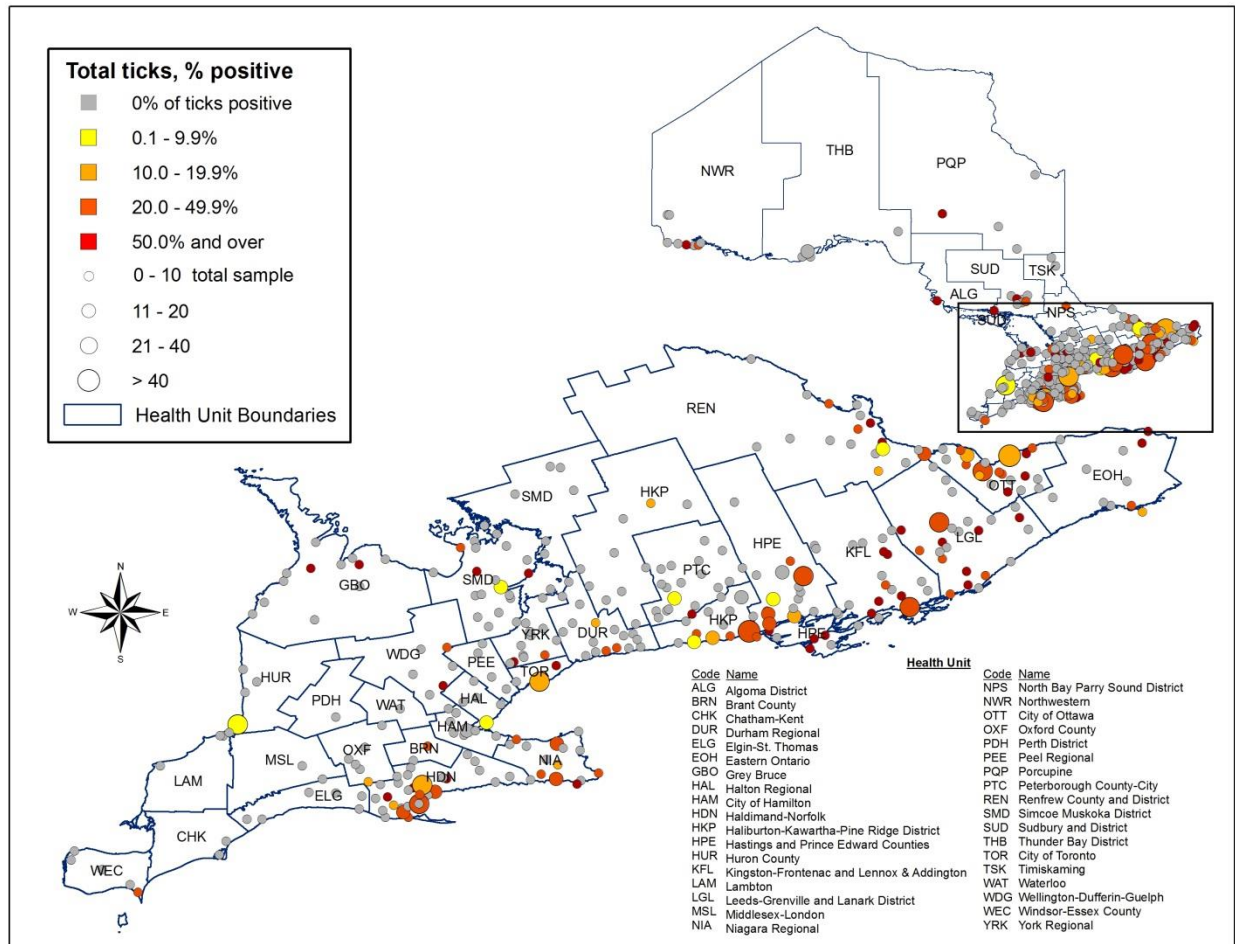 Total ticks, % positive
0% of ticks positive
0.1 - 9.9%
10.0 - 19.9%
20.0 - 49.9%
50.0% and over
0 - 10 total sample
11 - 20
21 - 40
> 40
Health Unit Boundaries
NWR
THB
PQP
SUD
TSK
ALG
NPS
SUD
REN
SMD
HKP
EOH
OTT
HPE
LGL
KFL
PTC
GBO
SMD
HKP
HPE
YRK
DUR
WDG
PEE
TOR
HUR
PDH
WAT
HAL
HAM
OXF
BRN
MSL
NIA
HDN
LAM
ELG
CHK
WEC
N
W E
S
Health Unit
Code Name
ALG Algoma District
BRN Brant County
CHK Chatham-Kent
DUR Durham Regional
ELG Elgin-St. Thomas
EOH Eastern Ontario
GBO Grey Bruce
HAL Halton Regional
HAM City of Hamilton
HDN Haldimand-Norfolk
HKP Haliburton-Kawartha-Pine Ridge District
HPE Hastings and Prince Edward Counties
HUR Huron County
KFL Kingston-Frontenac and Lennox & Addington
LAM Lambton
LGL Leeds-Grenville and Lanark District
MSL Middlesex-London
NIA Niagara Regional
Code Name
NPS North Bay Parry Sound District
NWR Northwestern
OTT City of Ottawa
OXF Oxford County
PDH Perth District
PEE Peel Regional
PQP Porcupine
PTC Peterborough County-City
REN Renfrew County and District
SMD Simcoe Muskoka District
SUD Sudbury and District
THB Thunder Bay District
TOR City of Toronto
TSK Timiskaming
WAT Waterloo
WDG Wellington-Dufferin-Guelph
WEC Windsor-Essex County
YRK York Regional